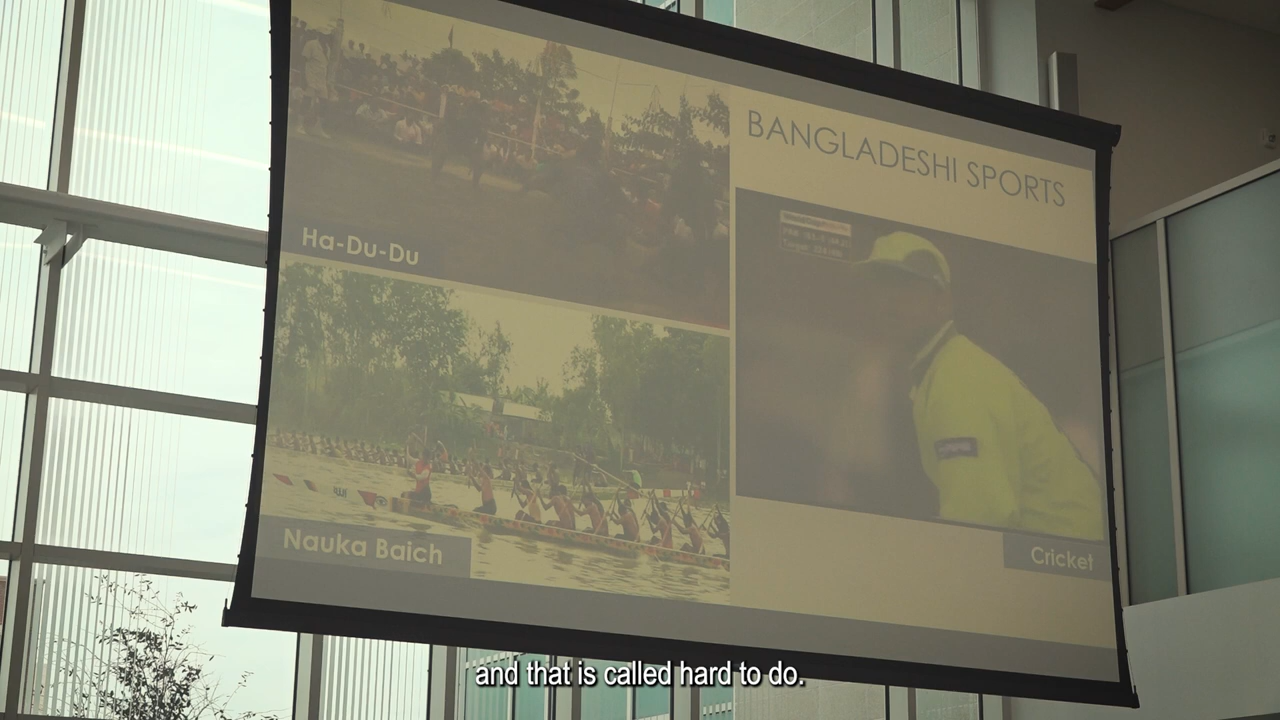 BANGLADESHI SPORTS
Ha-Du-Du
Nauka Baich
Cricket
and that is called hard to do.